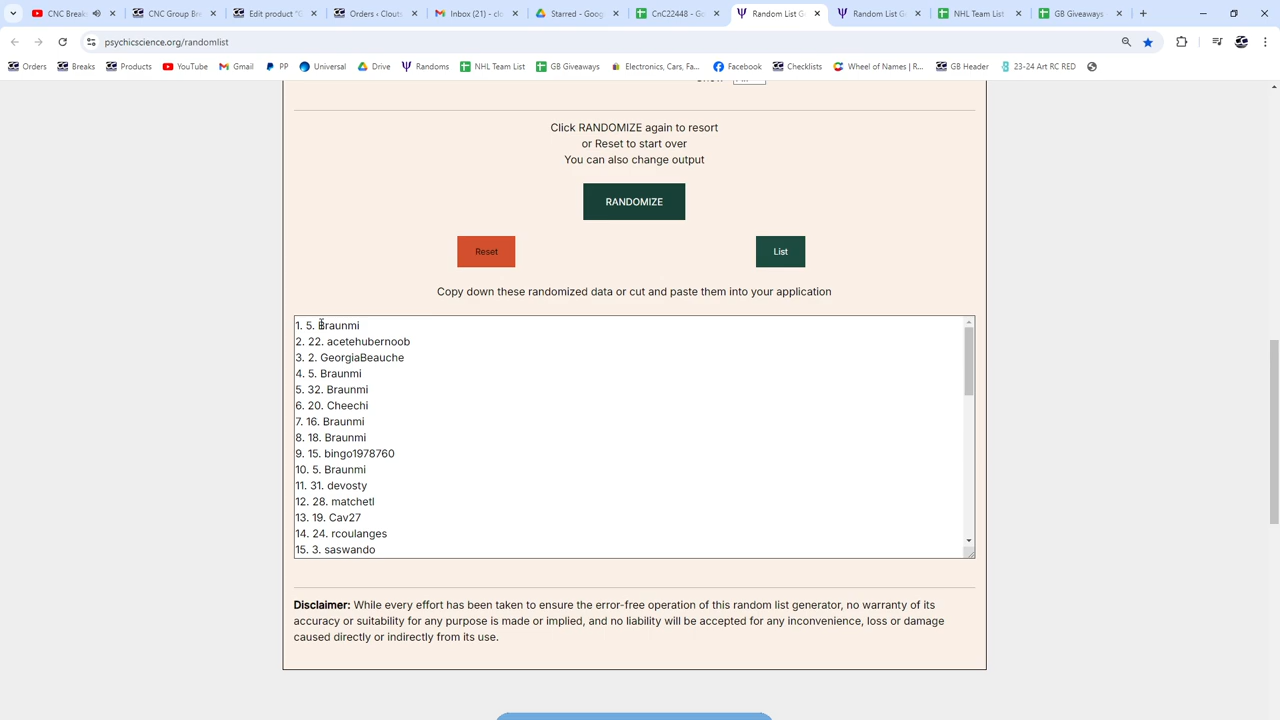 CNC Breaks
CNC Group Bre
Edit product "G
Orders ‹ Clouts
Inbox (21) - clo
Starred - Goog
CnC22448 - G
Random List Ge
Random List Ge
NHL Team List
GB Giveaways
psychicscience.org/randomlist
Orders
Breaks
Products
YouTube
Gmail
PP
Universal
Drive
Randoms
NHL Team List
GB Giveaways
Electronics, Cars, Fa...
Facebook
Checklists
Wheel of Names | R...
GB Header
23-24 Art RC RED
Click RANDOMIZE again to resort
or Reset to start over
You can also change output
RANDOMIZE
Reset
List
Copy down these randomized data or cut and paste them into your application
1. 5. Braunmi
2. 22. acetehubernoob
3. 2. GeorgiaBeauche
4. 5. Braunmi
5. 32. Braunmi
6. 20. Cheechi
7. 16. Braunmi
8. 18. Braunmi
9. 15. bingo1978760
10. 5. Braunmi
11. 31. devosty
12. 28. matchetl
13. 19. Cav27
14. 24. rcoulanges
15. 3. saswando
Disclaimer: While every effort has been taken to ensure the error-free operation of this random list generator, no warranty of its
accuracy or suitability for any purpose is made or implied, and no liability will be accepted for any inconvenience, loss or damage
caused directly or indirectly from its use.